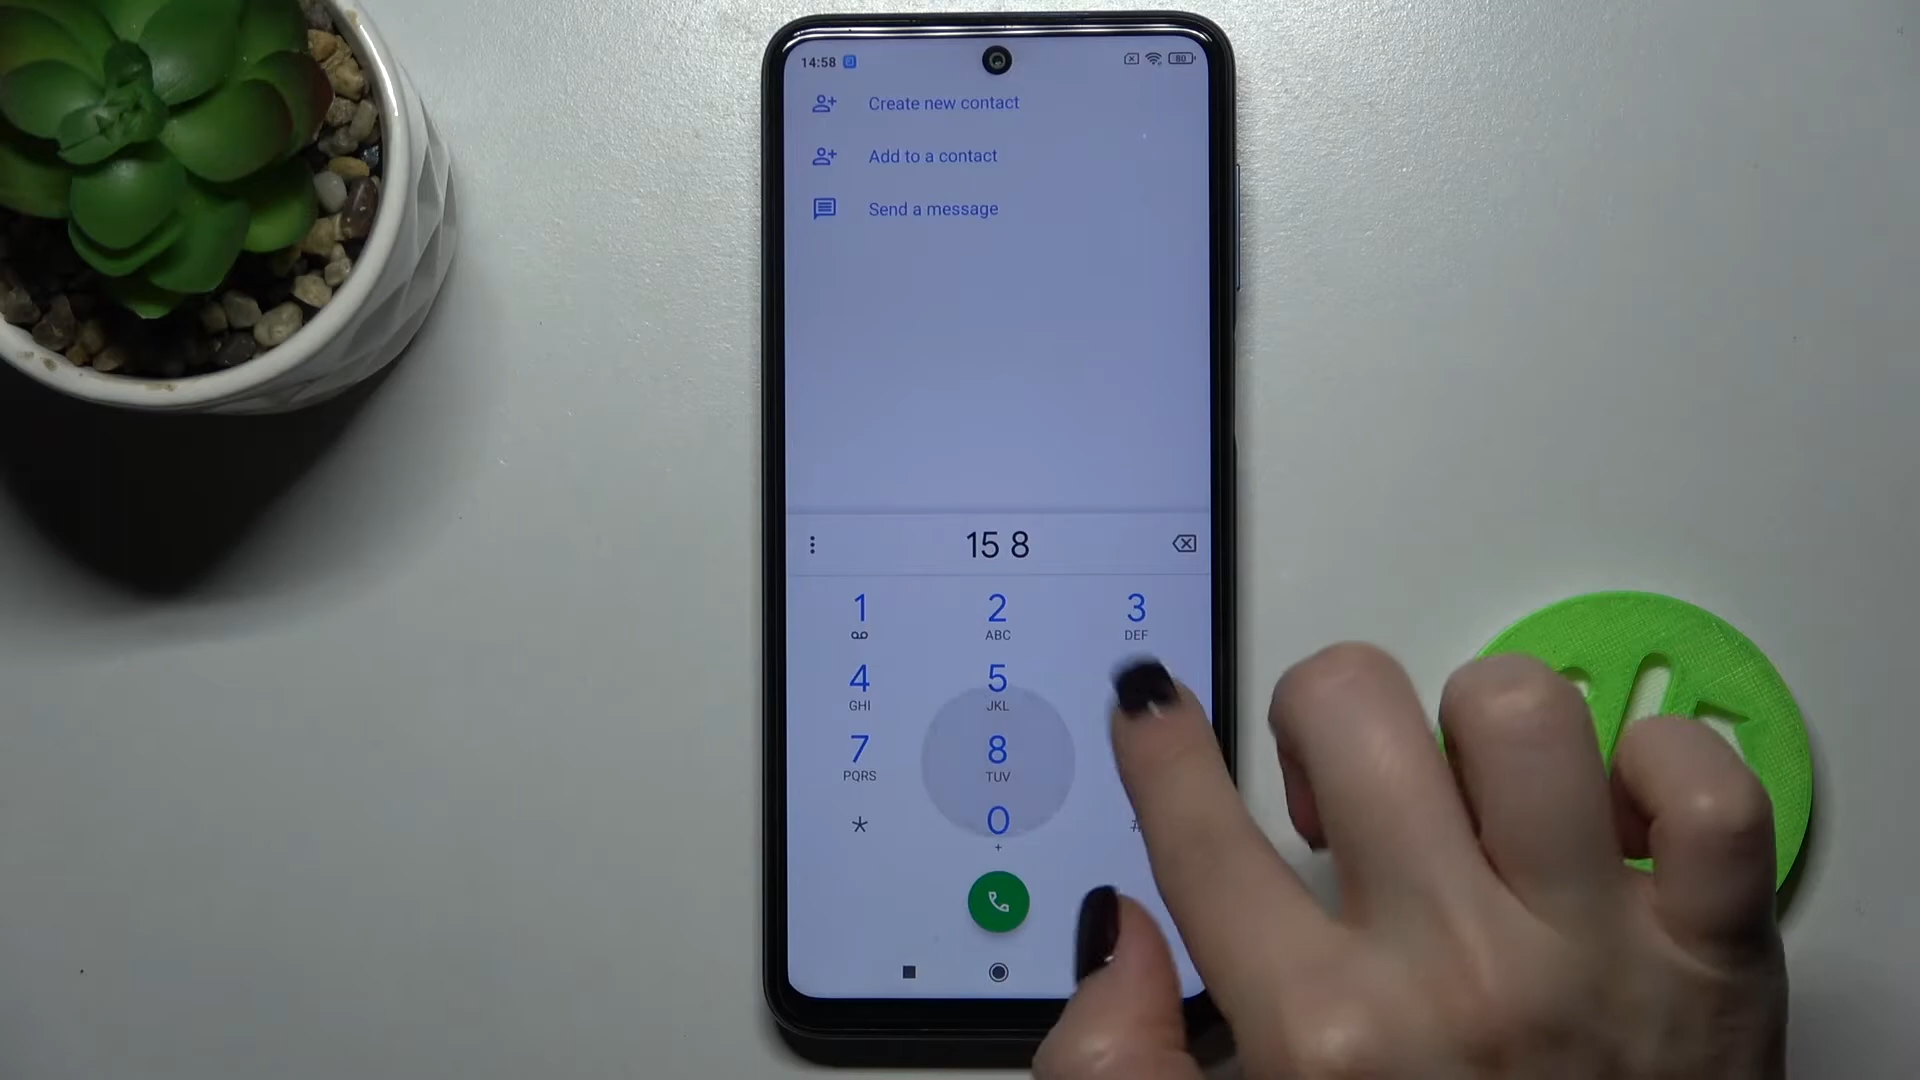 14:58 80
Create new contact
Add to a contact
Send a message
15 8
1 2 3
ABC DEF
4 5
GHI JKL
7 8
PQRS TUV
* 0 #
+